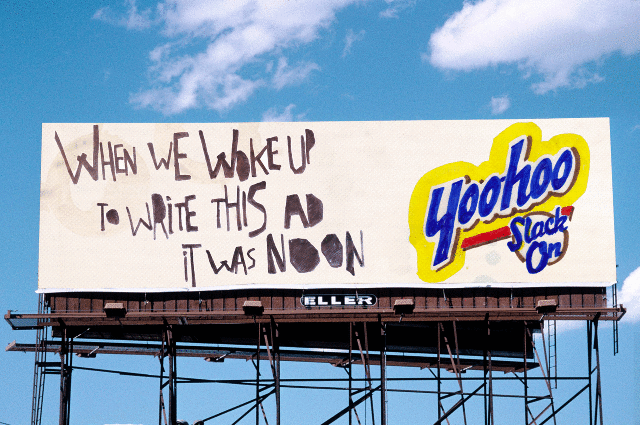 WHEN WE WOKE UP
TO WRITE THIS AD
IT WAS NOON
Yoohoo
Slack
On
ELLER